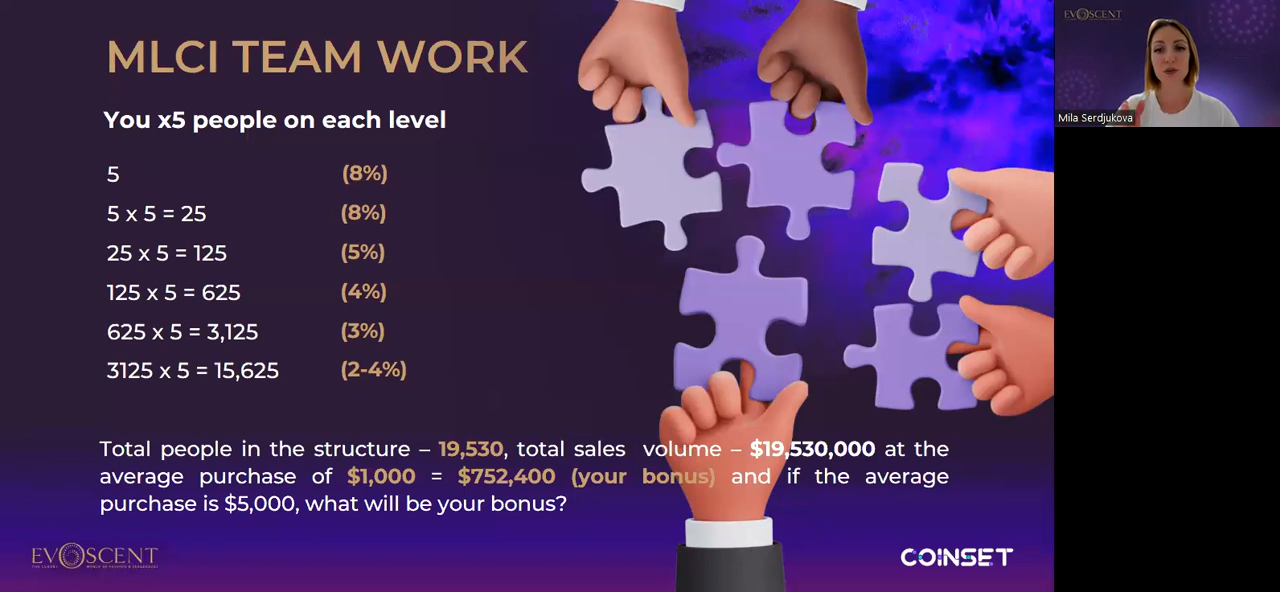 MLCI TEAM WORK
You x5 people on each level
5 (8%)
5 x 5 = 25 (8%)
25 x 5 = 125 (5%)
125 x 5 = 625 (4%)
625 x 5 = 3,125 (3%)
3125 x 5 = 15,625 (2-4%)
Total people in the structure – 19,530, total sales volume – $19,530,000 at the
average purchase of $1,000 = $752,400 (your bonus) and if the average
purchase is $5,000, what will be your bonus?
EVOSCENT
COINSET
EVOSCENT
Mila Serdjukova